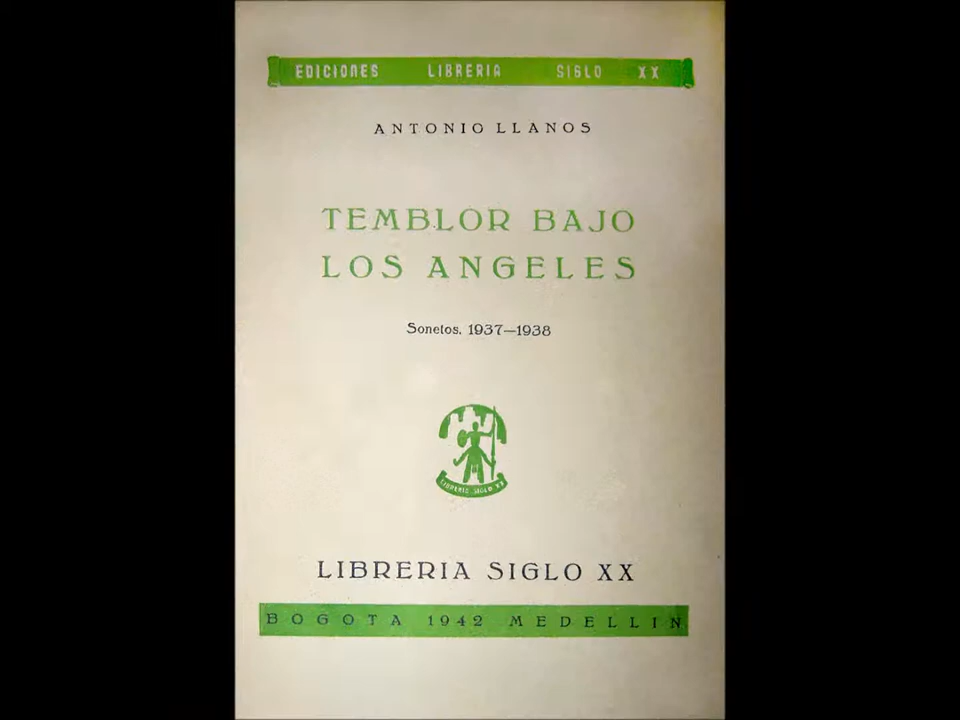 EDICIONES LIBRERIA SIGLO XX
ANTONIO LLANOS
TEMBLOR BAJO
LOS ANGELES
Sonetos. 1937—1938
LIBRERIA SIGLO XX
LIBRERIA SIGLO XX
BOGOTA 1942 MEDELLIN